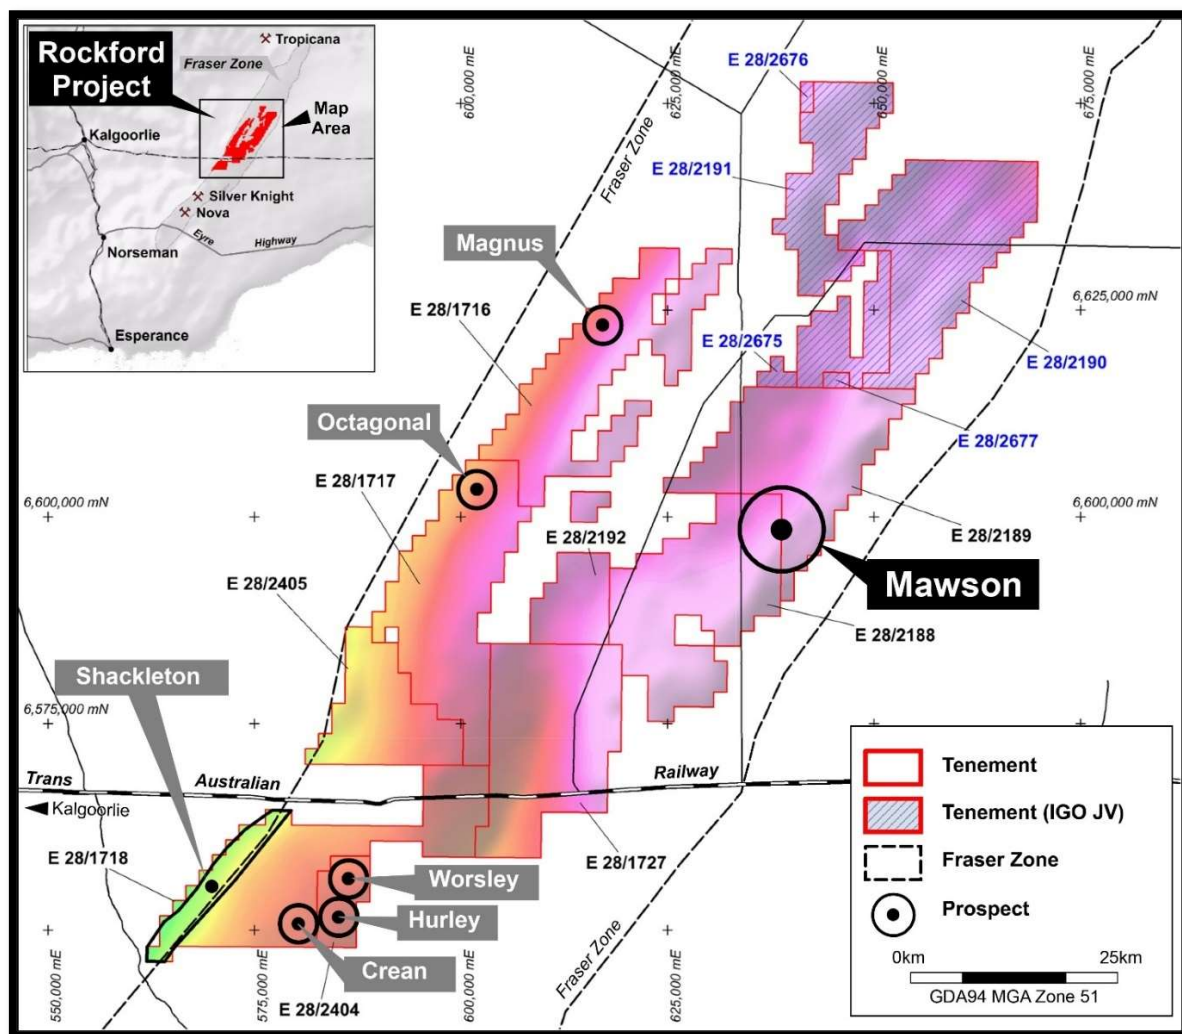 Rockford
Project
Tropicana
Fraser Zone
Map
Area
Kalgoorlie
Silver Knight
Nova
Norseman
Eyre
Highway
Esperance
600,000 mE
625,000 mE
650,000 mE
675,000 mE
E 28/2676
Fraser Zone
E 28/2191
Magnus
E 28/1716
6,625,000 mN
E 28/2675
E 28/2190
Octagonal
E 28/2677
E 28/1717
6,600,000 mN
6,600,000 mN
E 28/2192
E 28/2189
E 28/2405
Mawson
E 28/2188
Shackleton
6,575,000 mN
Trans
Australian
Railway
Kalgoorlie
E 28/1718
E 28/1727
Worsley
Hurley
Crean
E 28/2404
Fraser Zone
550,000 mE
575,000 mE
600,000 mE
625,000 mE
Tenement
Tenement (IGO JV)
Fraser Zone
Prospect
0km
25km
GDA94 MGA Zone 51